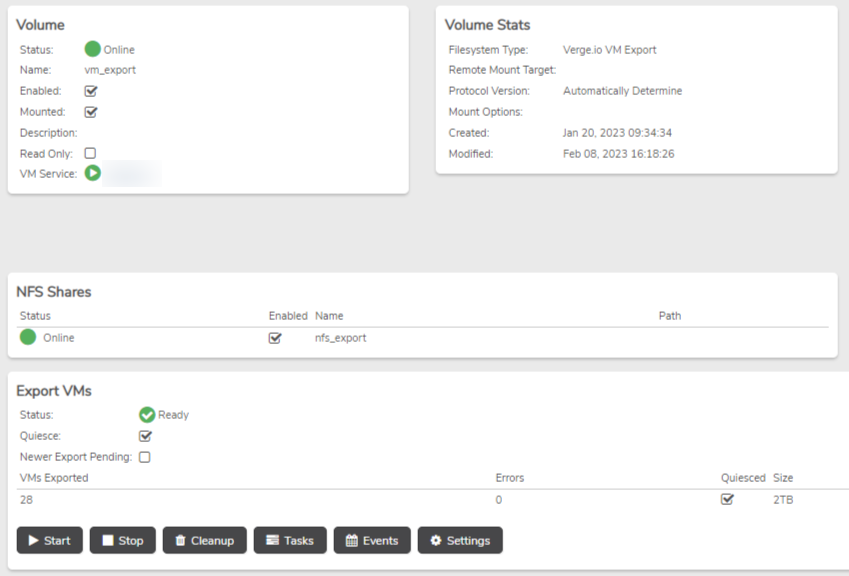 Volume
Status: Online
Name: vm_export
Enabled:
Mounted:
Description:
Read Only:
VM Service:
Volume Stats
Filesystem Type: Verge.io VM Export
Remote Mount Target:
Protocol Version: Automatically Determine
Mount Options:
Created: Jan 20, 2023 09:34:34
Modified: Feb 08, 2023 16:18:26
NFS Shares
Status Enabled Name Path
Online nfs_export
Export VMs
Status: Ready
Quiesce:
Newer Export Pending:
VMs Exported Errors Quiesced Size
28 0 2TB
Start Stop Cleanup Tasks Events Settings